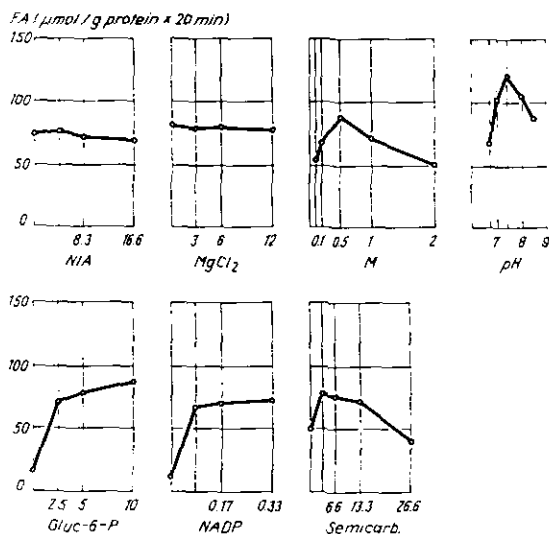 FA (μmol / g protein × 20 min)
150
100
50
0
8.3 16.6
NIA
3 6 12
MgCl2
0.1 0.5 1 2
M
7 8 9
pH
150
100
50
0
2.5 5 10
Gluc-6-P
0.17 0.33
NADP
6.6 13.3 26.6
Semicarb.